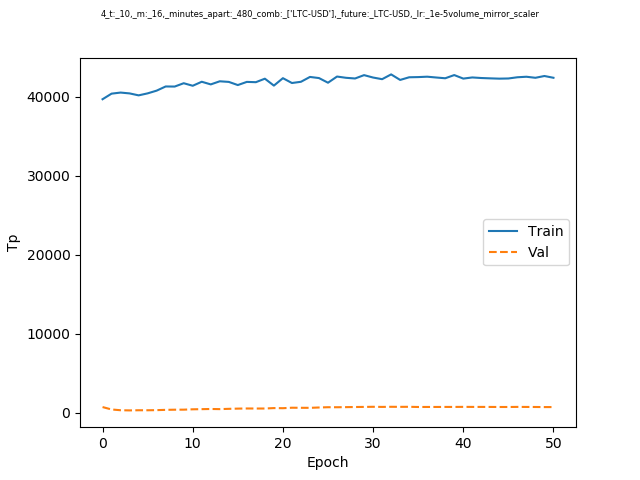 4_t:_10,_m:_16,_minutes_apart:_480_comb:_['LTC-USD'],_future:_LTC-USD,_lr:_1e-5volume_mirror_scaler
40000
30000
20000
10000
0
Tp
Train
Val
0 10 20 30 40 50
Epoch